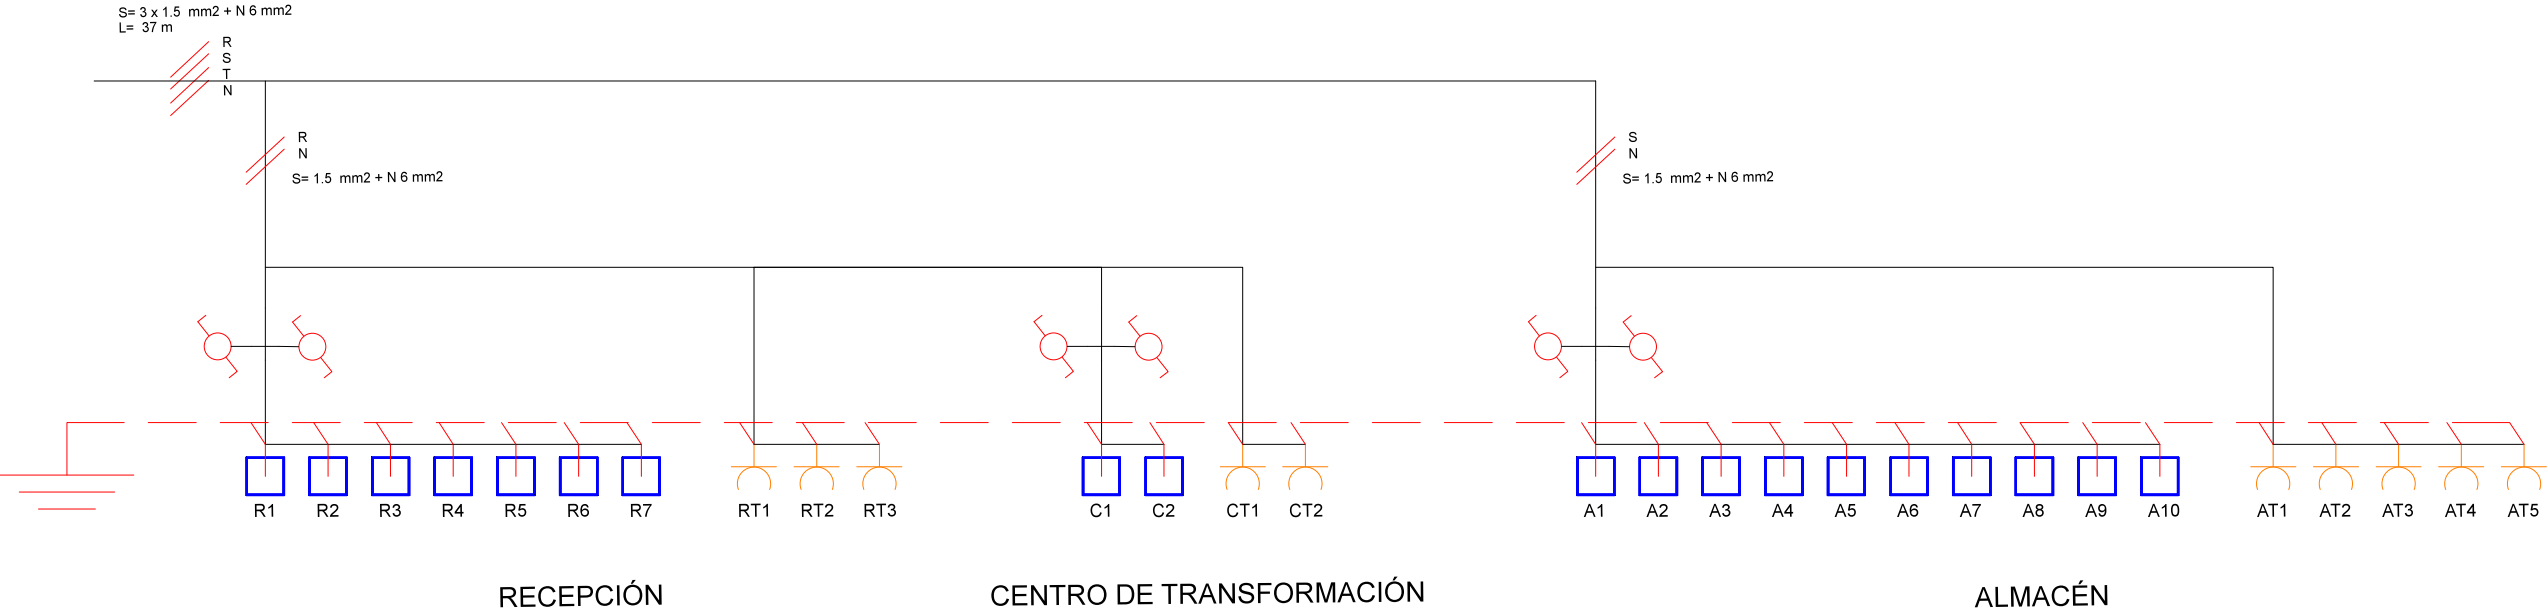 S= 3 x 1.5 mm2 + N 6 mm2
L= 37 m
R
S
T
N
R
N
S= 1.5 mm2 + N 6 mm2
S
N
S= 1.5 mm2 + N 6 mm2
R1 R2 R3 R4 R5 R6 R7 RT1 RT2 RT3 C1 C2 CT1 CT2 A1 A2 A3 A4 A5 A6 A7 A8 A9 A10 AT1 AT2 AT3 AT4 AT5
RECEPCIÓN CENTRO DE TRANSFORMACIÓN ALMACÉN